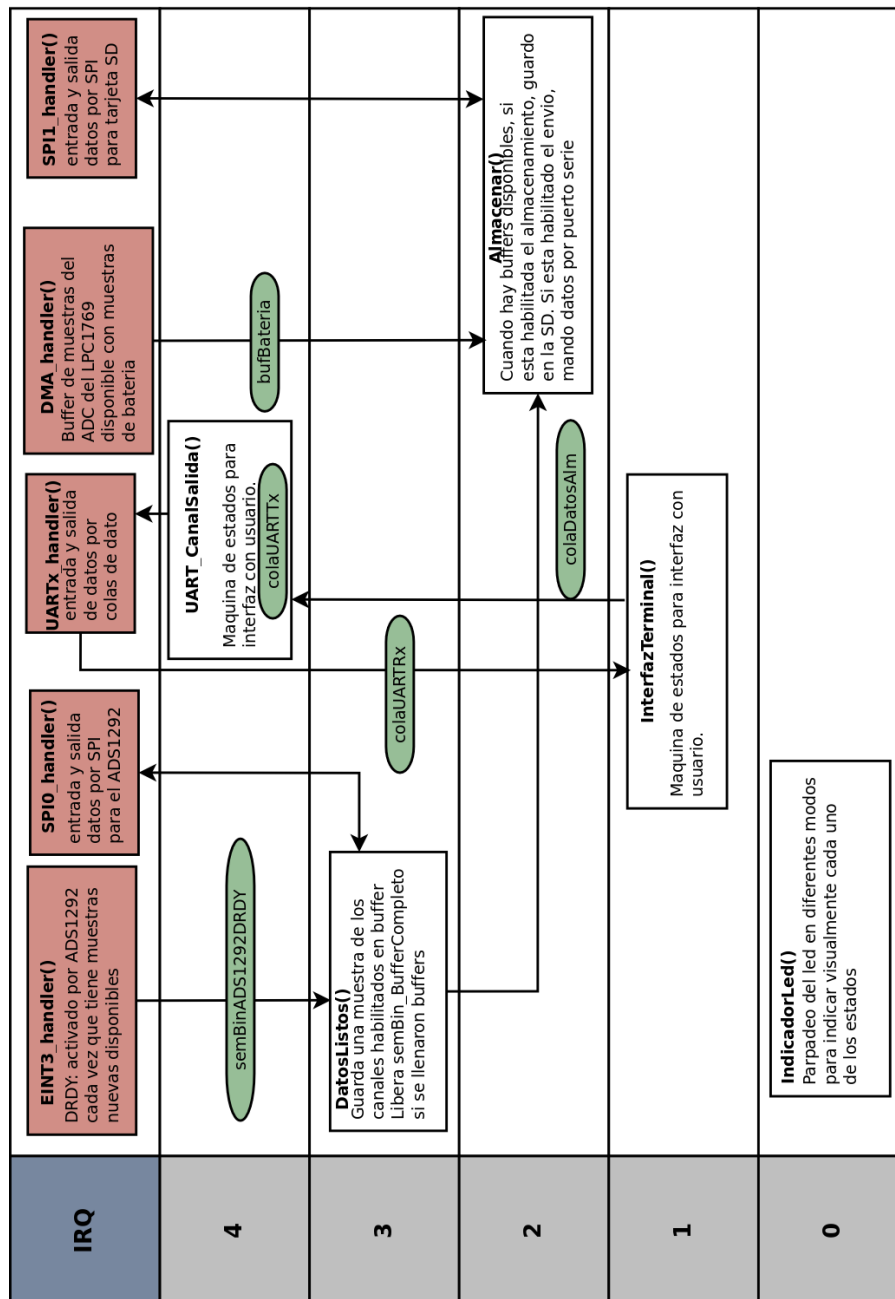 IRQ
EINT3_handler()
DRDY: activado por ADS1292
cada vez que tiene muestras
nuevas disponibles
SPI0_handler()
entrada y salida
datos por SPI
para el ADS1292
UARTx_handler()
entrada y salida
de datos por
colas de dato
DMA_handler()
Buffer de muestras del
ADC del LPC1769
disponible con muestras
de bateria
SPI1_handler()
entrada y salida
datos por SPI
para tarjeta SD
4
semBinADS1292DRDY
UART_CanalSalida()
Maquina de estados para
interfaz con usuario.
colaUARTTx
bufBateria
3
DatosListos()
Guarda una muestra de los
canales habilitados en buffer
Libera semBin_BufferCompleto
si se llenaron buffers
colaUARTRx
2
colaDatosAlm
Almacenar()
Cuando hay buffers disponibles, si
esta habilitada el almacenamiento, guardo
en la SD. Si esta habilitado el envio,
mando datos por puerto serie
1
InterfazTerminal()
Maquina de estados para interfaz con
usuario.
0
IndicadorLed()
Parpadeo del led en diferentes modos
para indicar visualmente cada uno
de los estados